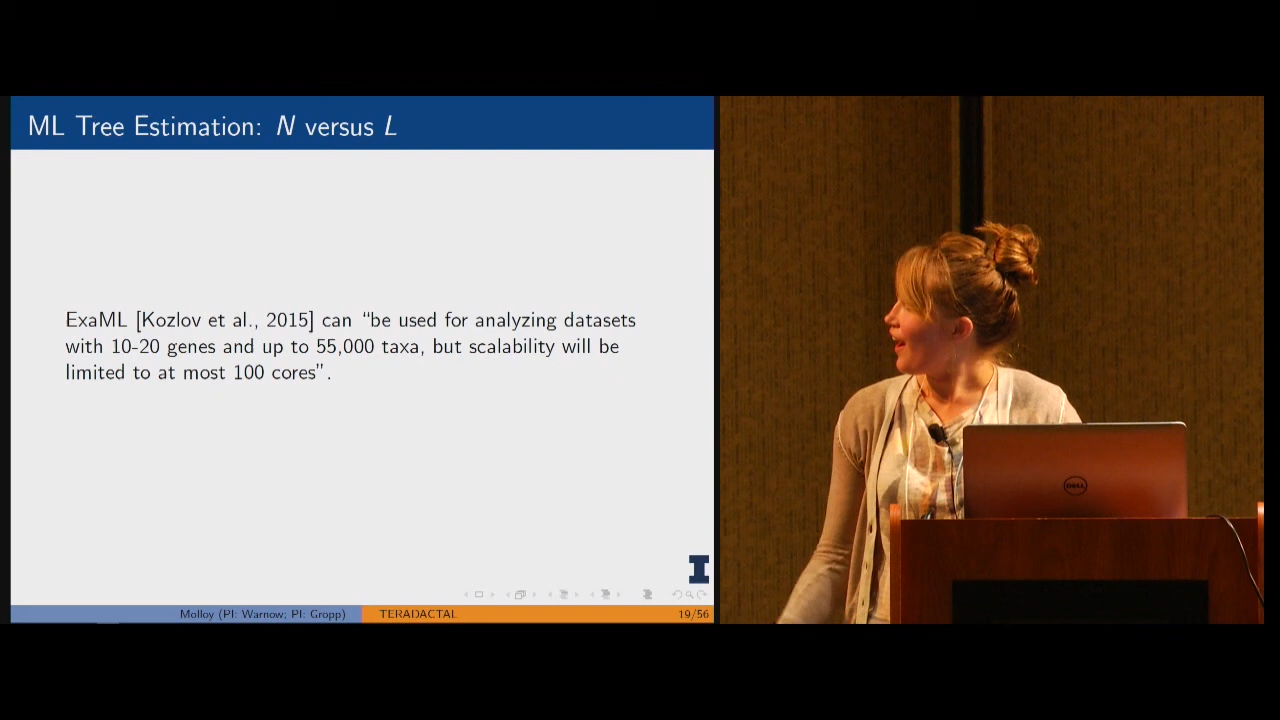 ML Tree Estimation: N versus L
ExaML [Kozlov et al., 2015] can “be used for analyzing datasets
with 10-20 genes and up to 55,000 taxa, but scalability will be
limited to at most 100 cores”.
I
Molloy (PI: Warnow; PI: Gropp) TERADACTAL 19/56
DELL